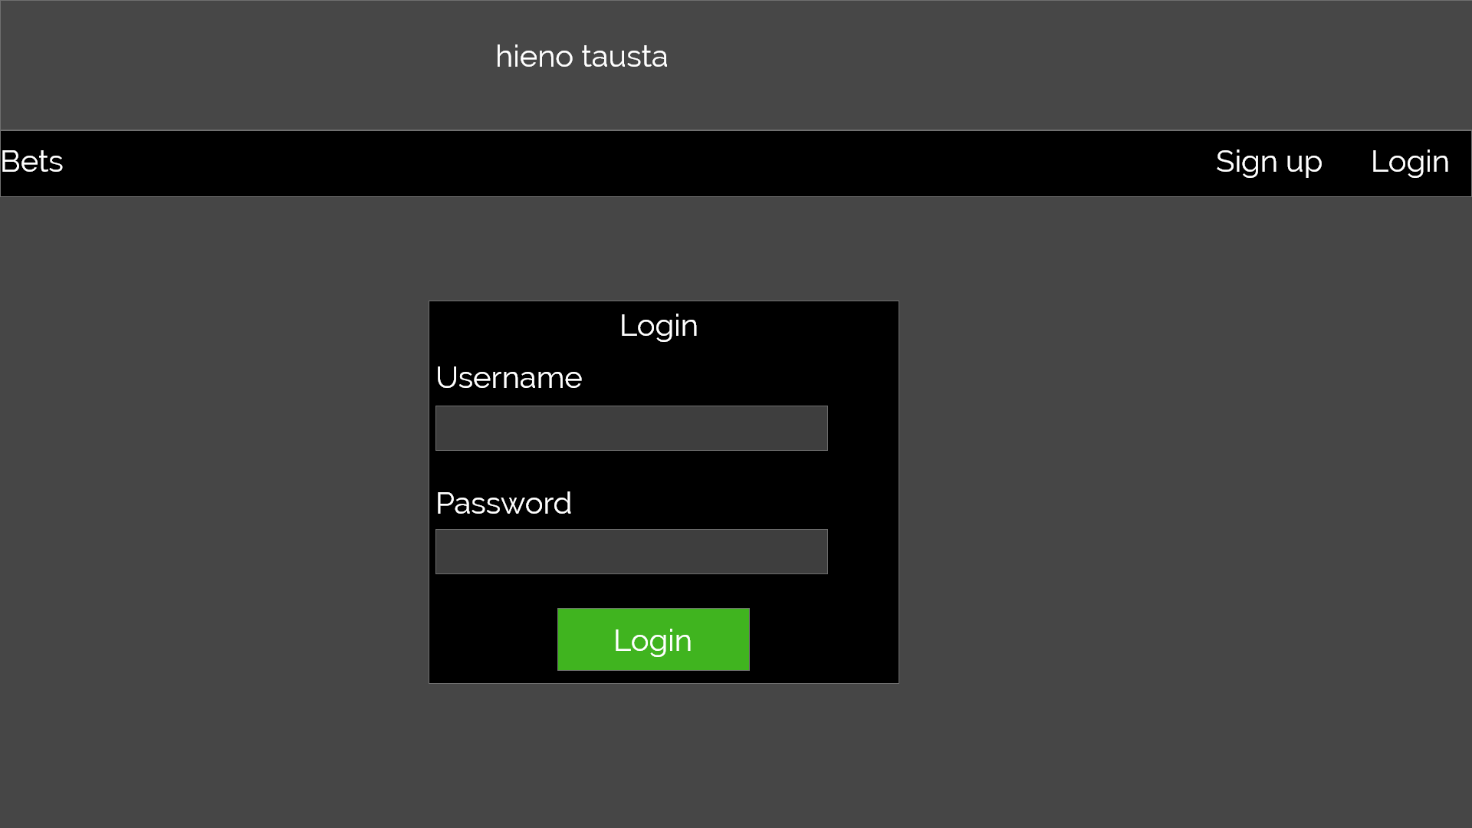 hieno tausta
Bets Sign up Login
Login
Username
Password
Login